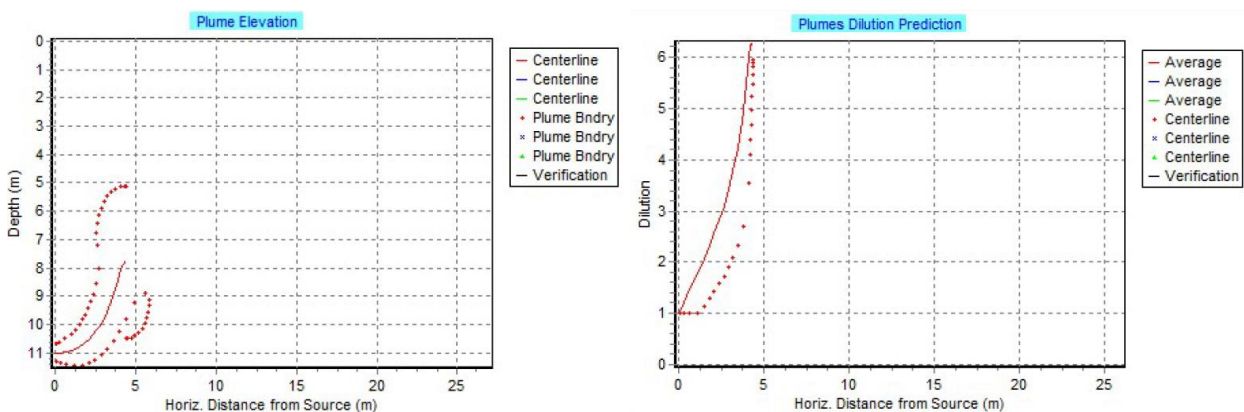 Plume Elevation
0
1
2
3
4
5
6
7
8
9
10
11
Depth (m)
0
5
10
15
20
25
Horiz. Distance from Source (m)
Centerline
Centerline
Centerline
Plume Bndry
Plume Bndry
Plume Bndry
Verification
Plumes Dilution Prediction
6
5
4
3
2
1
0
Dilution
0
5
10
15
20
25
Horiz. Distance from Source (m)
Average
Average
Average
Centerline
Centerline
Centerline
Verification